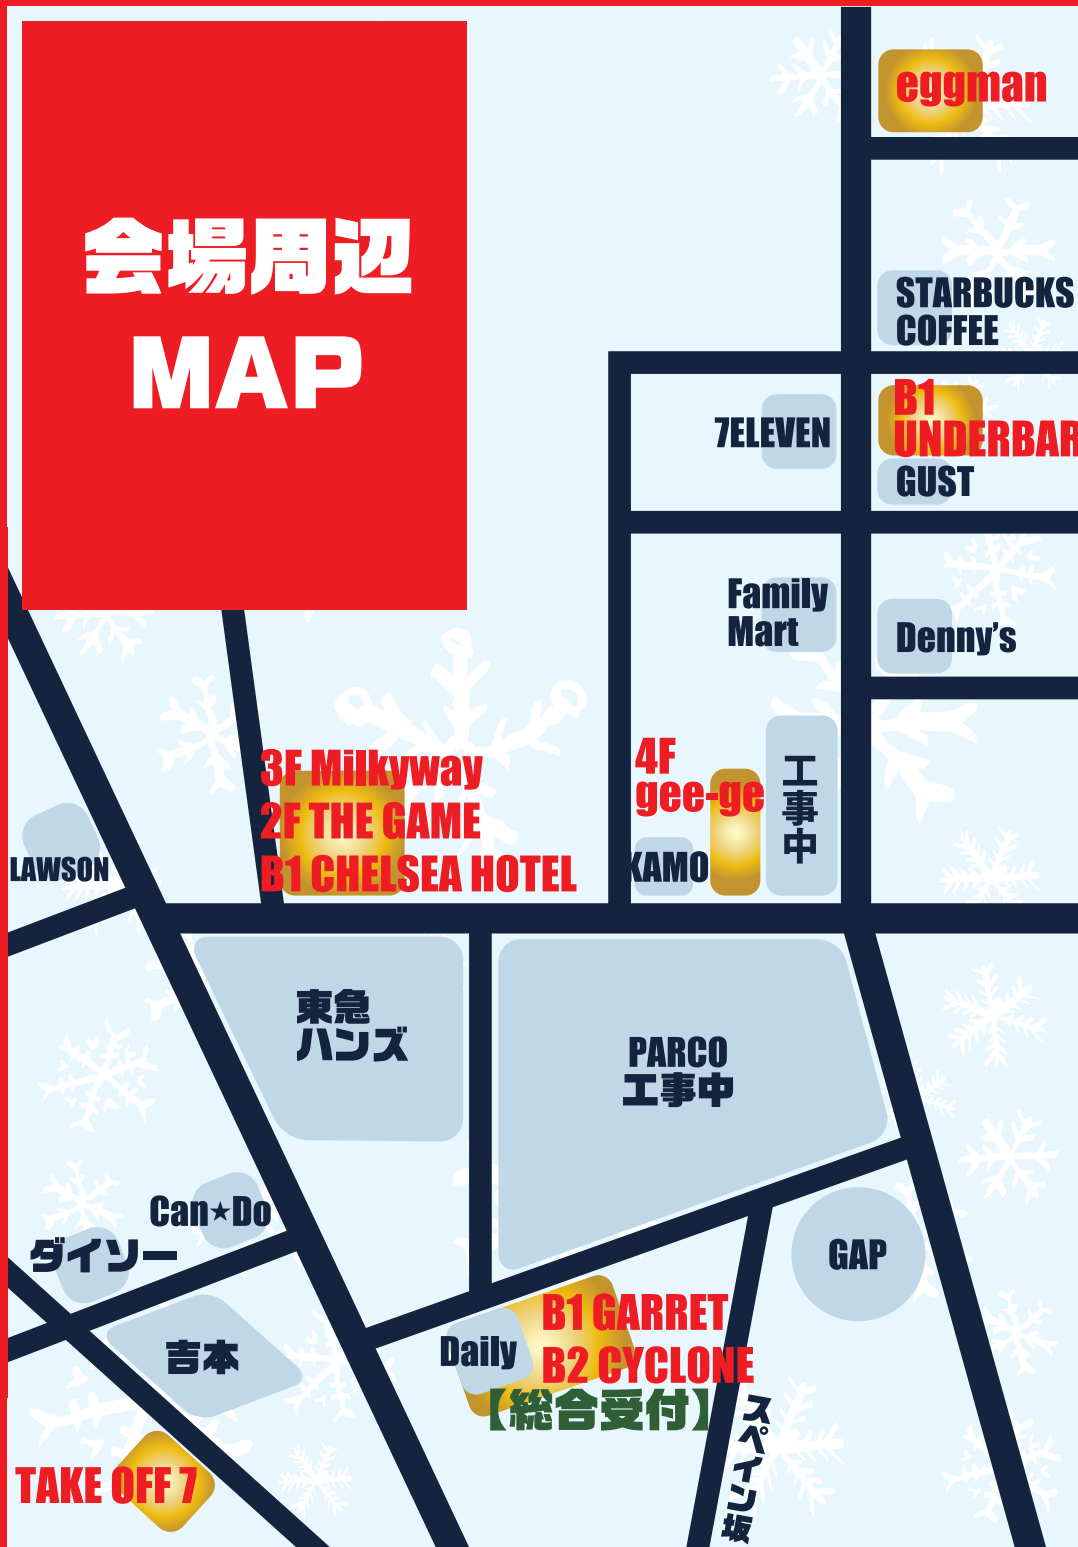 会場周辺
MAP
eggman
STARBUCKS
COFFEE
B1
UNDERBAR
7ELEVEN
GUST
Family
Mart
Denny's
3F Milkyway
2F THE GAME
B1 CHELSEA HOTEL
4F
gee-ge
工事中
KAMO
LAWSON
東急
ハンズ
PARCO
工事中
Can★Do
ダイソー
GAP
吉本
Daily
B1 GARRET
B2 CYCLONE
【総合受付】
スペイン坂
TAKE OFF 7